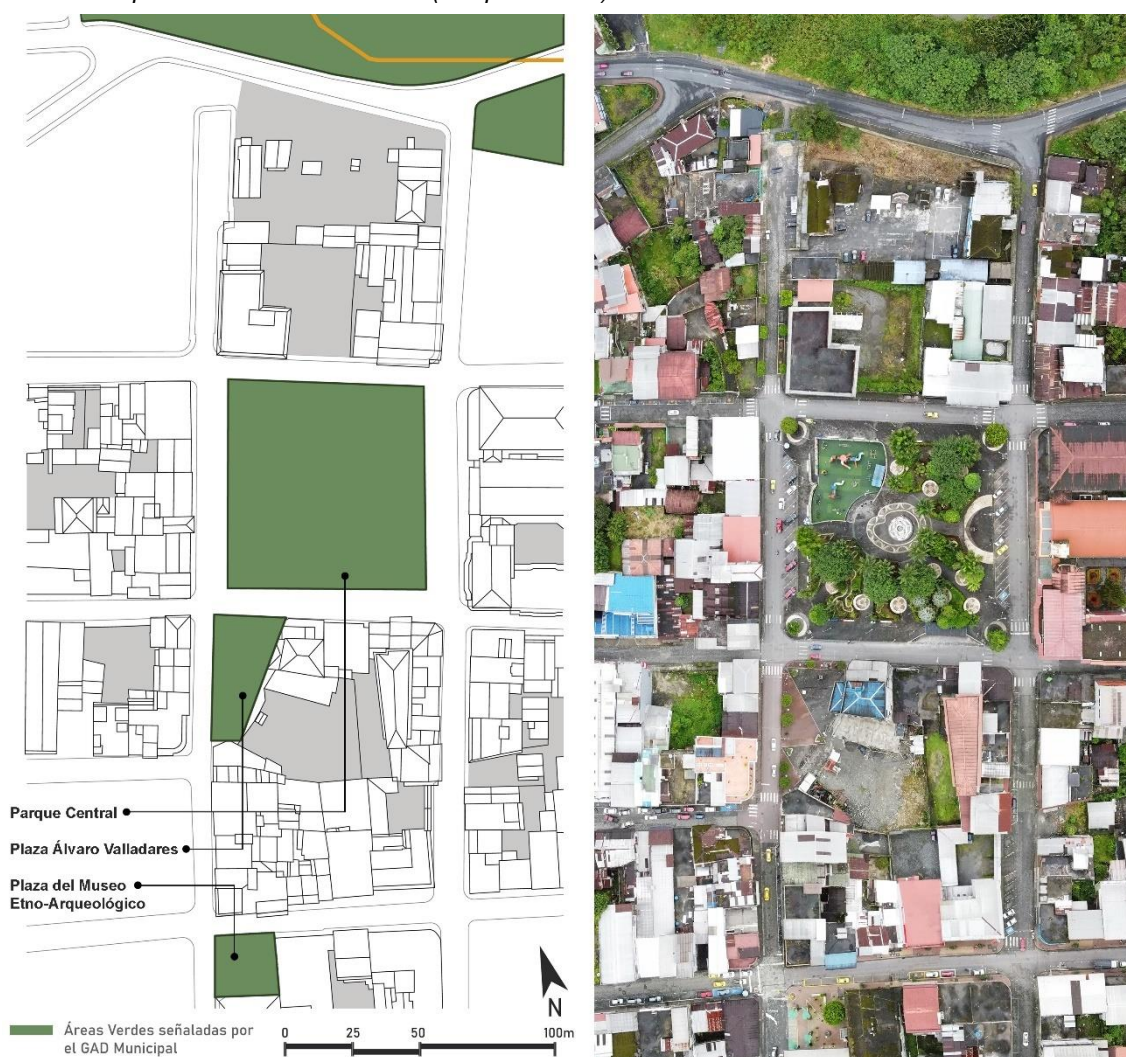 Parque Central
Plaza Álvaro Valladares
Plaza del Museo
Etno-Arqueológico
N
Áreas Verdes señaladas por
el GAD Municipal
0 25 50 100m